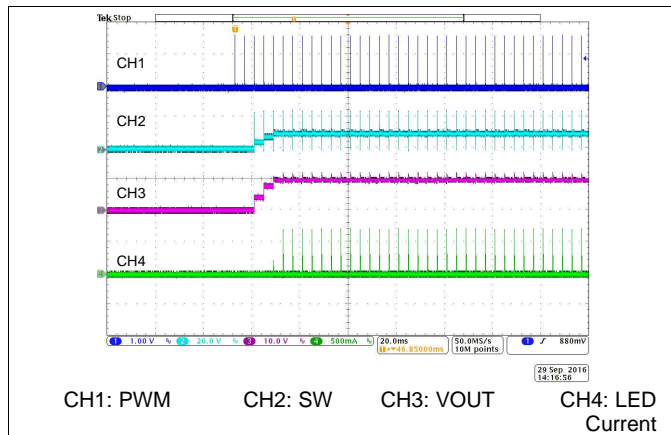 Tek Stop
CH1
CH2
CH3
CH4
1 1.00 V 2 20.0 V 3 10.0 V 4 500mA
20.0ms
46.85000ms
50.0MS/s
10M points
1 880mV
29 Sep 2016
14:16:56
CH1: PWM CH2: SW CH3: VOUT CH4: LED
Current